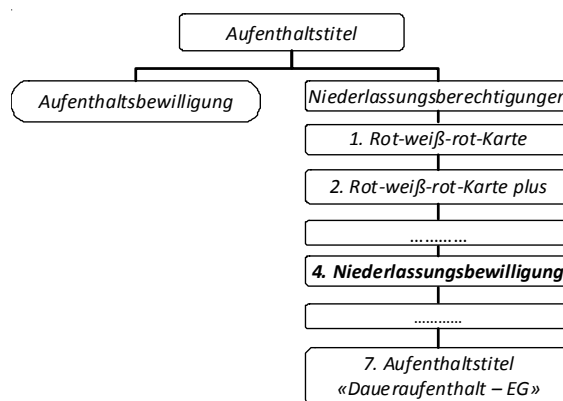 Aufenthaltstitel
Aufenthaltsbewilligung
Niederlassungsberechtigunger
1. Rot-weiß-rot-Karte
2. Rot-weiß-rot-Karte plus
…………
4. Niederlassungsbewilligung
…………
7. Aufenthaltstitel
«Daueraufenthalt – EG»